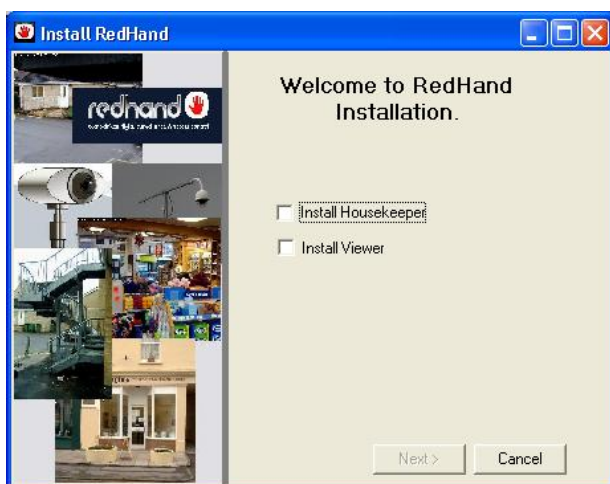 Install RedHand
redhand
Welcome to RedHand
Installation.
Install Housekeeper
Install Viewer
Next >
Cancel